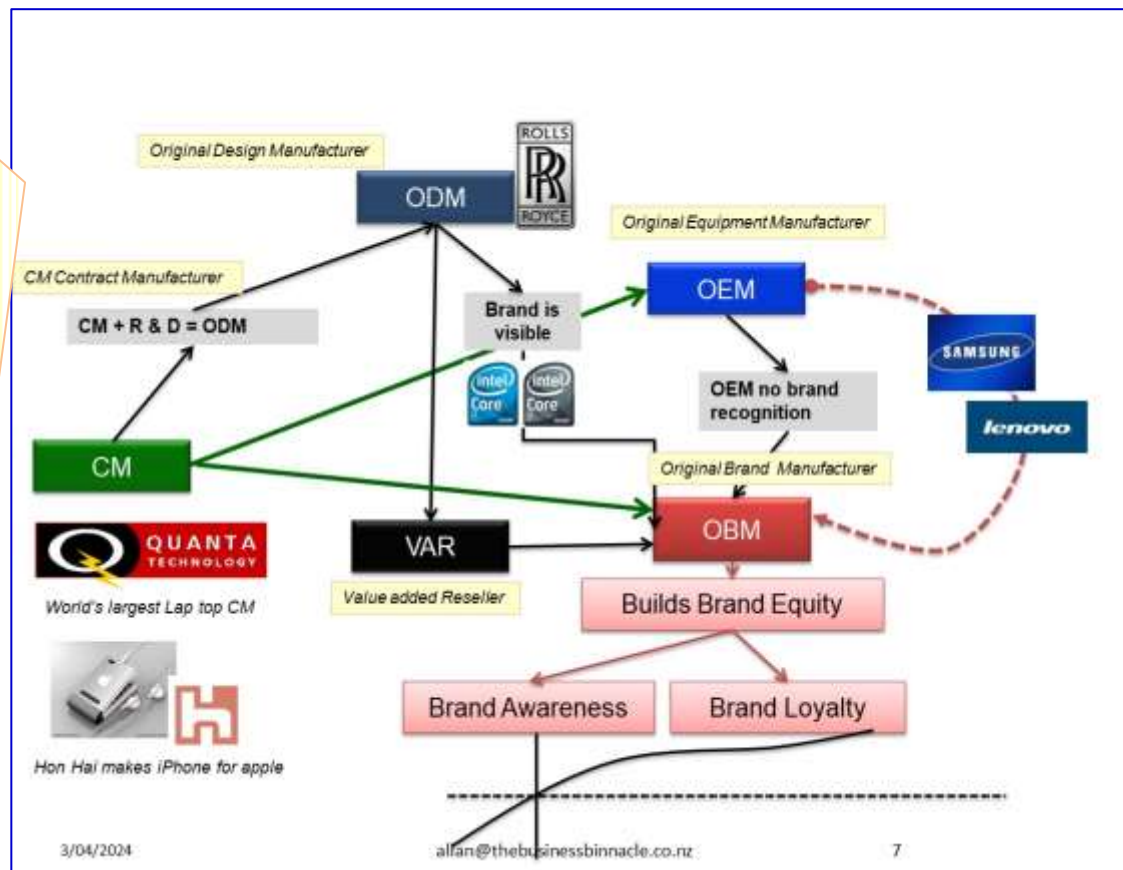 Original Design Manufacturer
ROLLS
RR
ROYCE
ODM
Original Equipment Manufacturer
CM Contract Manufacturer
OEM
CM + R & D = ODM
Brand is
visible
SAMSUNG
intel
Core
intel
Core
OEM no brand
recognition
lenovo
CM
Original Brand Manufacturer
OBM
QUANTA
TECHNOLOGY
VAR
World's largest Lap top CM
Value added Reseller
Builds Brand Equity
Brand Awareness
Brand Loyalty
Hon Hai makes iPhone for apple
3/04/2024
allan@thebusinessbinnacle.co.nz
7